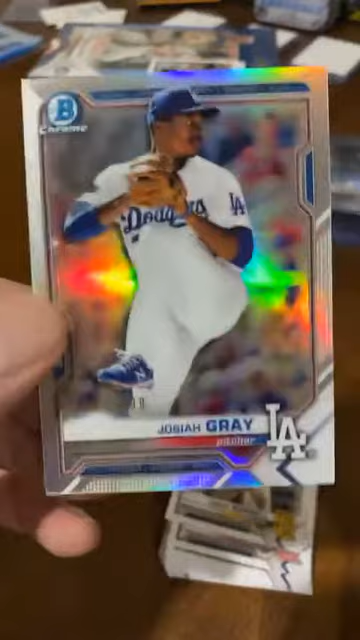 B
CHROME
LA
Dodgers
JOSIAH GRAY
pitcher
LA